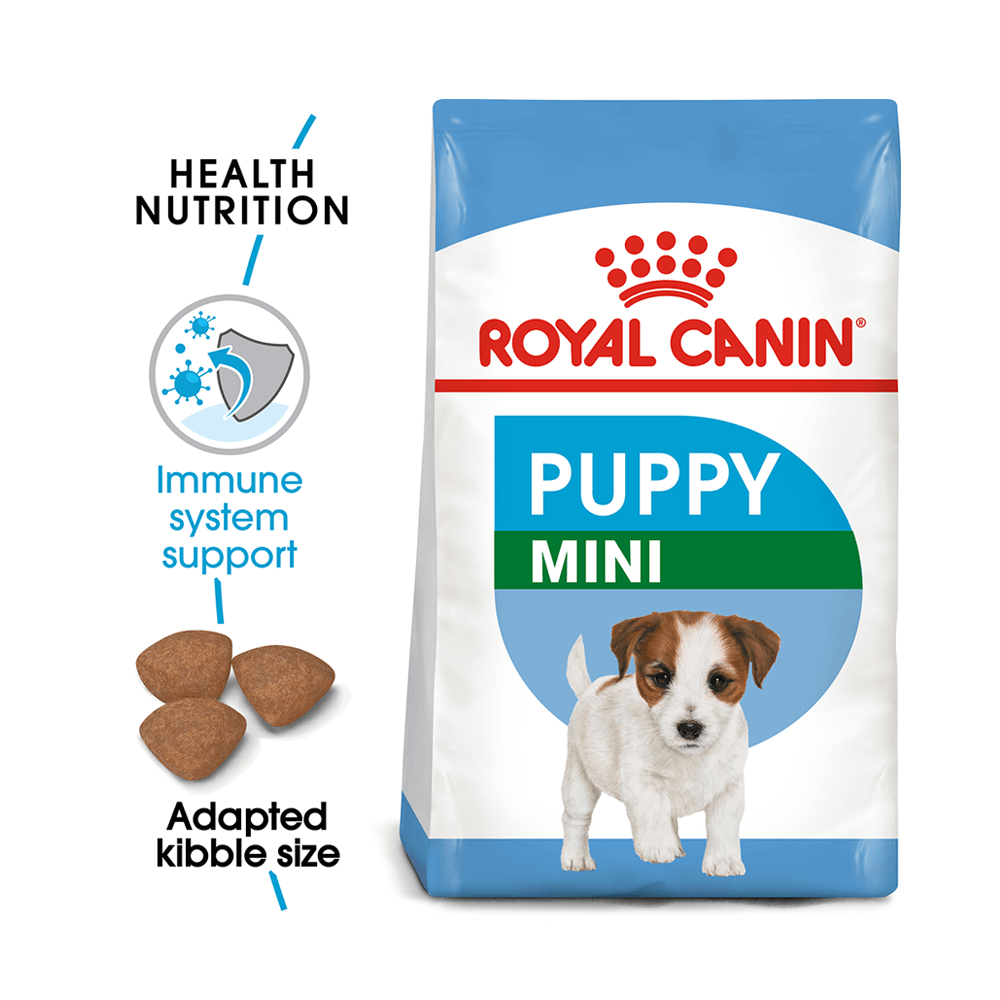 HEALTH
NUTRITION
Immune
system
support
Adapted
kibble size
ROYAL CANIN®
PUPPY
MINI